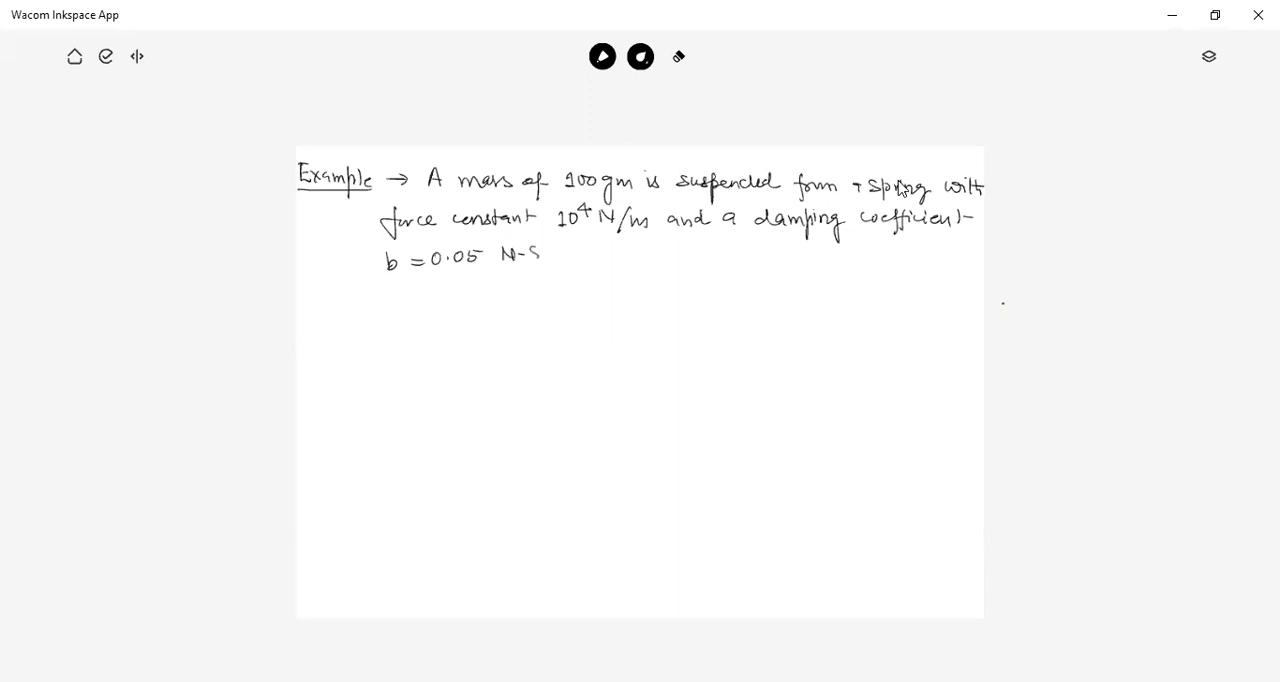 Wacom Inkspace App
Example → A mass of 100gm is suspended form spring with
force constant 10⁴ N/m and a damping coefficient
b = 0.05 N-S